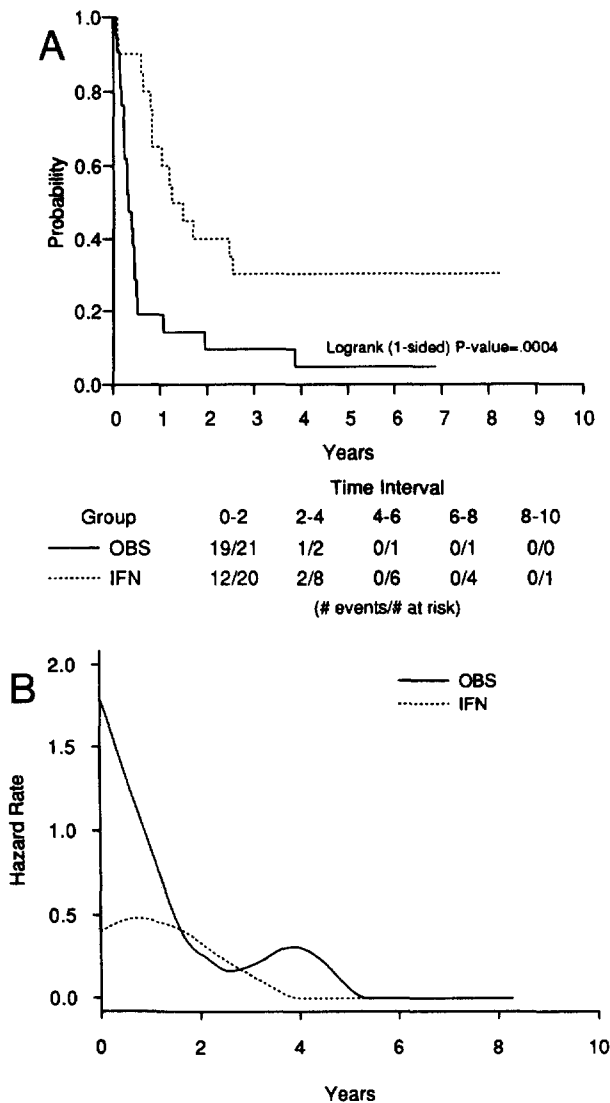 A
1.0
0.8
0.6
0.4
0.2
0.0
Probability
Logrank (1-sided) P-value=.0004
0 1 2 3 4 5 6 7 8 9 10
Years
Time Interval
Group 0-2 2-4 4-6 6-8 8-10
OBS 19/21 1/2 0/1 0/1 0/0
IFN 12/20 2/8 0/6 0/4 0/1
(# events/# at risk)
B
2.0
1.5
1.0
0.5
0.0
Hazard Rate
OBS
IFN
0 2 4 6 8 10
Years